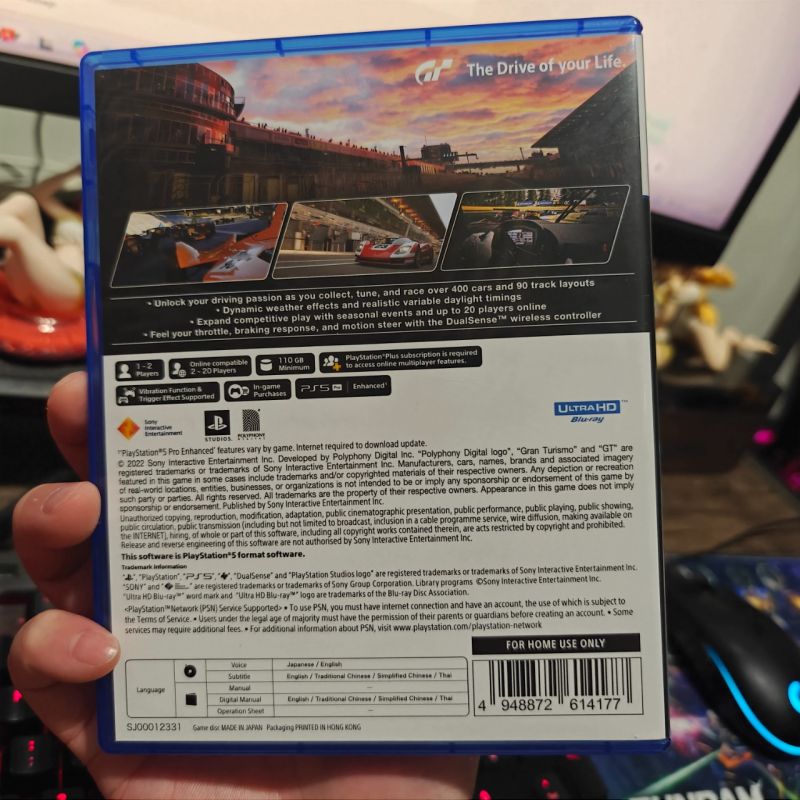 GT The Drive of your Life.
• Unlock your driving passion as you collect, tune, and race over 400 cars and 90 track layouts
• Dynamic weather effects and realistic variable daylight timings
• Expand competitive play with seasonal events and up to 20 players online
• Feel your throttle, braking response, and motion steer with the DualSense™ wireless controller
1 - 2 Players
Online compatible 2 - 20 Players
110 GB Minimum
PlayStation®Plus subscription is required to access online multiplayer features.
Vibration Function & Trigger Effect Supported
In-game Purchases
PS5 Pro Enhanced*
Sony Interactive Entertainment
STUDIOS.
POLYPHONY
ULTRA HD Blu-ray™
*'PlayStation®5 Pro Enhanced' features vary by game. Internet required to download update.
© 2022 Sony Interactive Entertainment Inc. Developed by Polyphony Digital Inc. "Polyphony Digital logo", "Gran Turismo" and "GT" are
registered trademarks or trademarks of Sony Interactive Entertainment Inc. Manufacturers, cars, names, brands and associated imagery
featured in this game in some cases include trademarks and/or copyrighted materials of their respective owners. Any depiction or recreation
of real-world locations, entities, businesses, or organizations is not intended to be or imply any sponsorship or endorsement of this game by
such party or parties. All rights reserved. All trademarks are the property of their respective owners. Appearance in this game does not imply
sponsorship or endorsement. Published by Sony Interactive Entertainment Inc.
Unauthorized copying, reproduction, modification, adaptation, public cinematographic presentation, public performance, public playing, public showing,
public circulation, public transmission (including but not limited to broadcast, inclusion in a cable programme service, wire diffusion, making available on
the INTERNET), hiring, of whole or part of this software, including all copyright works contained therein, are acts restricted by copyright and prohibited.
Release and reverse engineering of this software are not authorised by Sony Interactive Entertainment Inc.
This software is PlayStation®5 format software.
Trademark Information
", "PlayStation", "PS5", "", "DualSense" and "PlayStation Studios logo" are registered trademarks or trademarks of Sony Interactive Entertainment Inc.
"SONY" and "" are registered trademarks or trademarks of Sony Group Corporation. Library programs ©Sony Interactive Entertainment Inc.
"Ultra HD Blu-ray™" word mark and "Ultra HD Blu-ray™" logo are trademarks of the Blu-ray Disc Association.
<PlayStation™Network (PSN) Service Supported> • To use PSN, you must have internet connection and have an account, the use of which is subject to
the Terms of Service. • Users under the legal age of majority must have the permission of their parents or guardians before creating an account. • Some
services may require additional fees. • For additional information about PSN, visit www.playstation.com/playstation-network
FOR HOME USE ONLY
Language
Voice Japanese / English
Subtitle English / Traditional Chinese / Simplified Chinese / Thai
Manual —
Digital Manual English / Traditional Chinese / Simplified Chinese / Thai
Operation Sheet —
4 948872 614177
SJ00012331 Game disc MADE IN JAPAN Packaging PRINTED IN HONG KONG